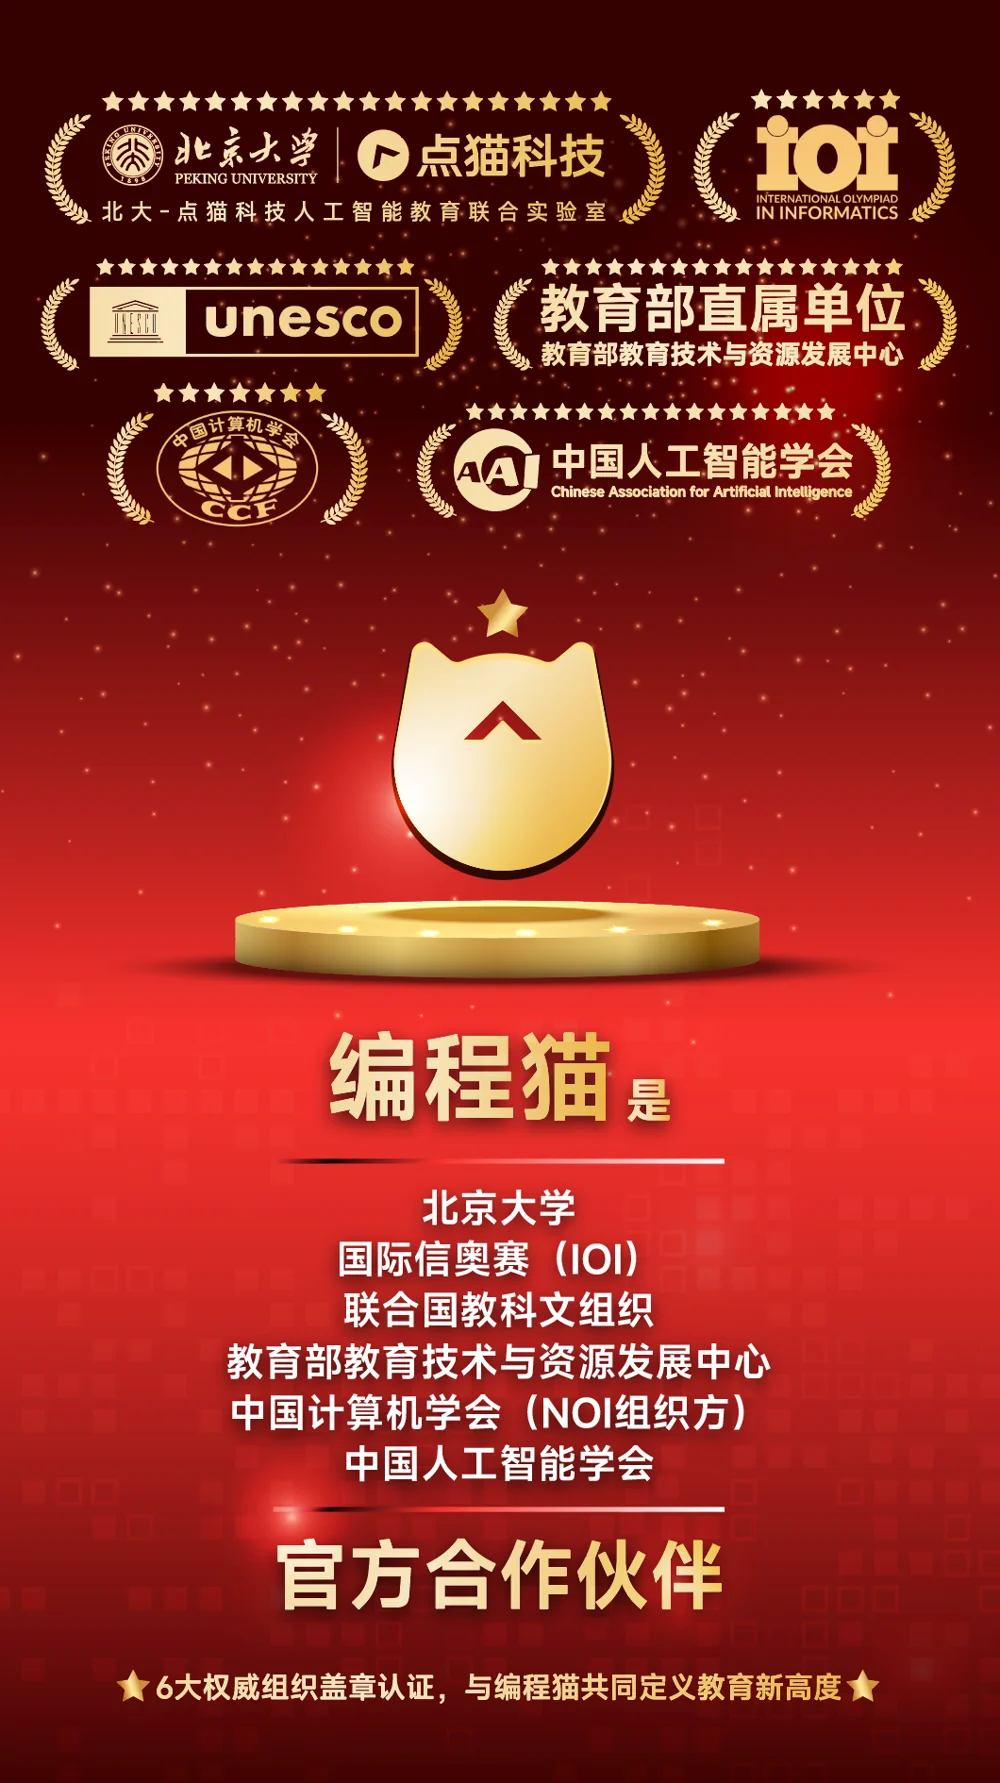 北京大学
PEKING UNIVERSITY
PEKING UNIVERSITY
1898
点猫科技
北大-点猫科技人工智能教育联合实验室
IOI
INTERNATIONAL OLYMPIAD
IN INFORMATICS
UNESCO
unesco
教育部直属单位
教育部教育技术与资源发展中心
中国计算机学会
CCF
CAAI
中国人工智能学会
Chinese Association for Artificial Intelligence
编程猫是
北京大学
国际信奥赛（IOI）
联合国教科文组织
教育部教育技术与资源发展中心
中国计算机学会（NOI组织方）
中国人工智能学会
官方合作伙伴
6大权威组织盖章认证，与编程猫共同定义教育新高度